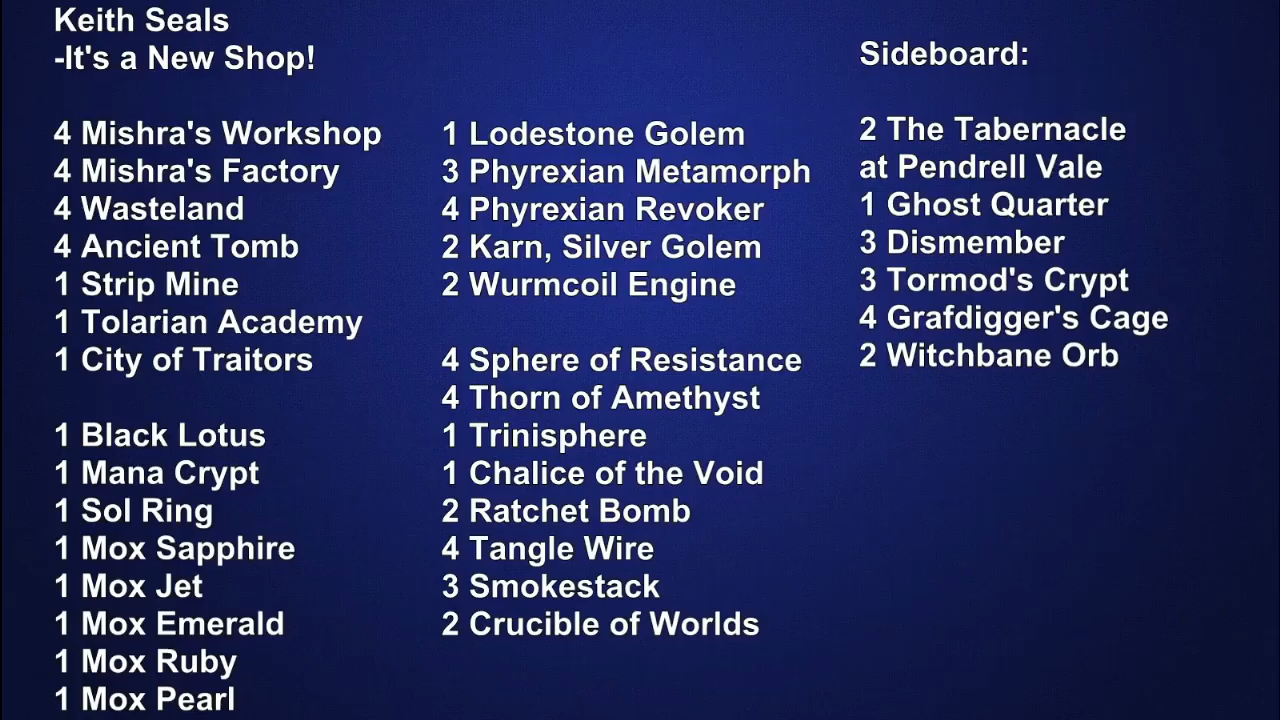 Keith Seals
-It's a New Shop!
4 Mishra's Workshop
4 Mishra's Factory
4 Wasteland
4 Ancient Tomb
1 Strip Mine
1 Tolarian Academy
1 City of Traitors
1 Black Lotus
1 Mana Crypt
1 Sol Ring
1 Mox Sapphire
1 Mox Jet
1 Mox Emerald
1 Mox Ruby
1 Mox Pearl
1 Lodestone Golem
3 Phyrexian Metamorph
4 Phyrexian Revoker
2 Karn, Silver Golem
2 Wurmcoil Engine
4 Sphere of Resistance
4 Thorn of Amethyst
1 Trinisphere
1 Chalice of the Void
2 Ratchet Bomb
4 Tangle Wire
3 Smokestack
2 Crucible of Worlds
Sideboard:
2 The Tabernacle
at Pendrell Vale
1 Ghost Quarter
3 Dismember
3 Tormod's Crypt
4 Grafdigger's Cage
2 Witchbane Orb